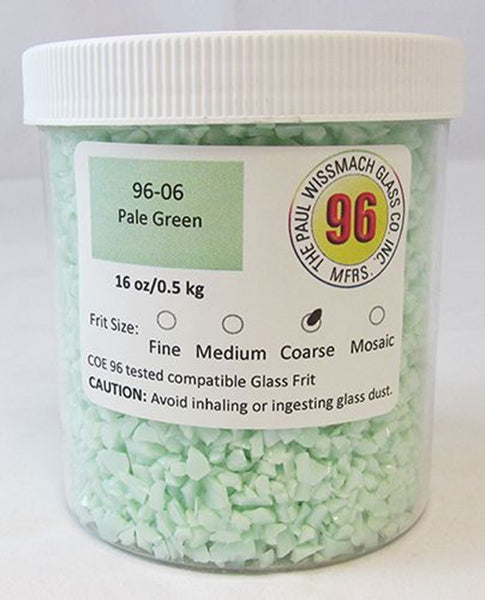 96-06
Pale Green
THE PAUL WISSMACH GLASS CO. INC.
96
MFRS.
16 oz/0.5 kg
Frit Size:
Fine Medium Coarse Mosaic
COE 96 tested compatible Glass Frit
CAUTION: Avoid inhaling or ingesting glass dust.